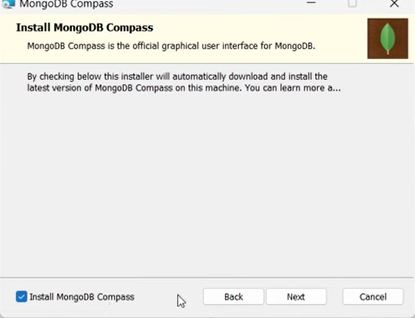 MongoDB Compass
Install MongoDB Compass
MongoDB Compass is the official graphical user interface for MongoDB.
By checking below this installer will automatically download and install the
latest version of MongoDB Compass on this machine. You can learn more a...
Install MongoDB Compass
Back
Next
Cancel